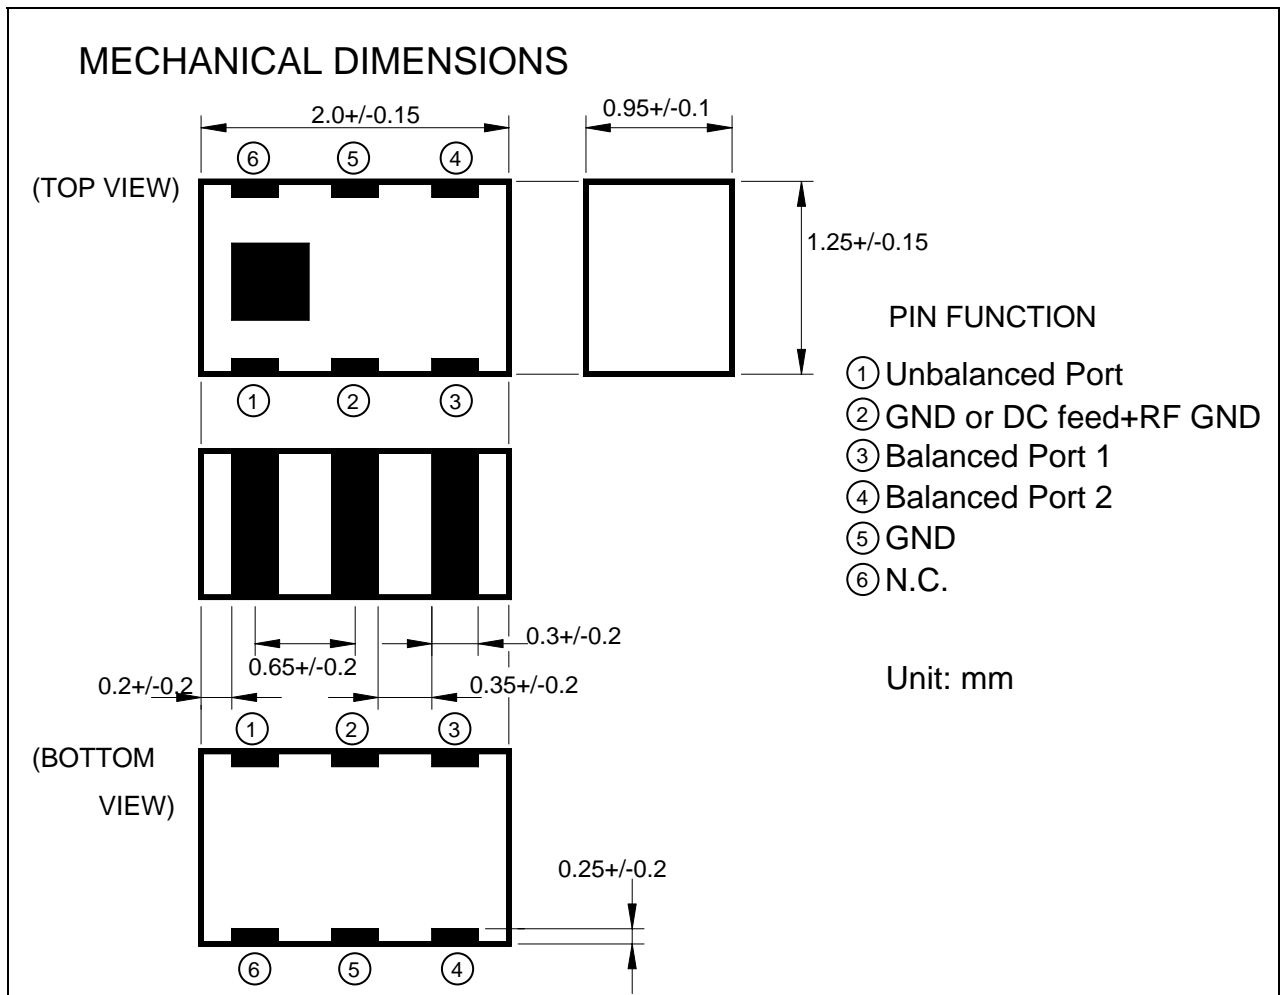 MECHANICAL DIMENSIONS
2.0+/-0.15
0.95+/-0.1
6 5 4
(TOP VIEW)
1.25+/-0.15
1 2 3
PIN FUNCTION
1 Unbalanced Port
2 GND or DC feed+RF GND
3 Balanced Port 1
4 Balanced Port 2
5 GND
6 N.C.
0.3+/-0.2
0.65+/-0.2
0.2+/-0.2
0.35+/-0.2
Unit: mm
1 2 3
(BOTTOM
VIEW)
0.25+/-0.2
6 5 4